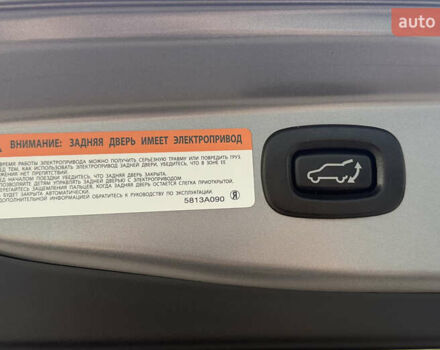 auto
ВНИМАНИЕ: ЗАДНЯЯ ДВЕРЬ ИМЕЕТ ЭЛЕКТРОПРИВОД
ВРЕМЯ РАБОТЫ ЭЛЕКТРОПРИВОДА МОЖНО ПОЛУЧИТЬ СЕРЬЕЗНУЮ ТРАВМУ ИЛИ ПОВРЕДИТЬ ГРУЗ.
ТЕМ, КАК ИСПОЛЬЗОВАТЬ ЭЛЕКТРОПРИВОД ЗАДНЕЙ ДВЕРИ, УБЕДИТЕСЬ, ЧТО В ЗОНЕ ЕЕ
НЕТ ПРЕПЯТСТВИЙ.
НАЧАЛОМ ПОЕЗДКИ УБЕДИТЕСЬ, ЧТО ЗАДНЯЯ ДВЕРЬ ЗАКРЫТА.
ДЕТЯМ УПРАВЛЯТЬ ЗАДНЕЙ ДВЕРЬЮ С ЭЛЕКТРОПРИВОДОМ.
ЗАЩЕМЛЕНИЯ ПАЛЬЦЕВ, КОГДА ЗАДНЯЯ ДВЕРЬ ОСТАЕТСЯ СЛЕГКА ПРИОТКРЫТОЙ.
БУДЕТ ЗАКРЫТА АВТОМАТИЧЕСКИ.
ДОПОЛНИТЕЛЬНОЙ ИНФОРМАЦИЕЙ ОБРАТИТЕСЬ К РУКОВОДСТВУ ПО ЭКСПЛУАТАЦИИ.
5813A090 Ⓡ